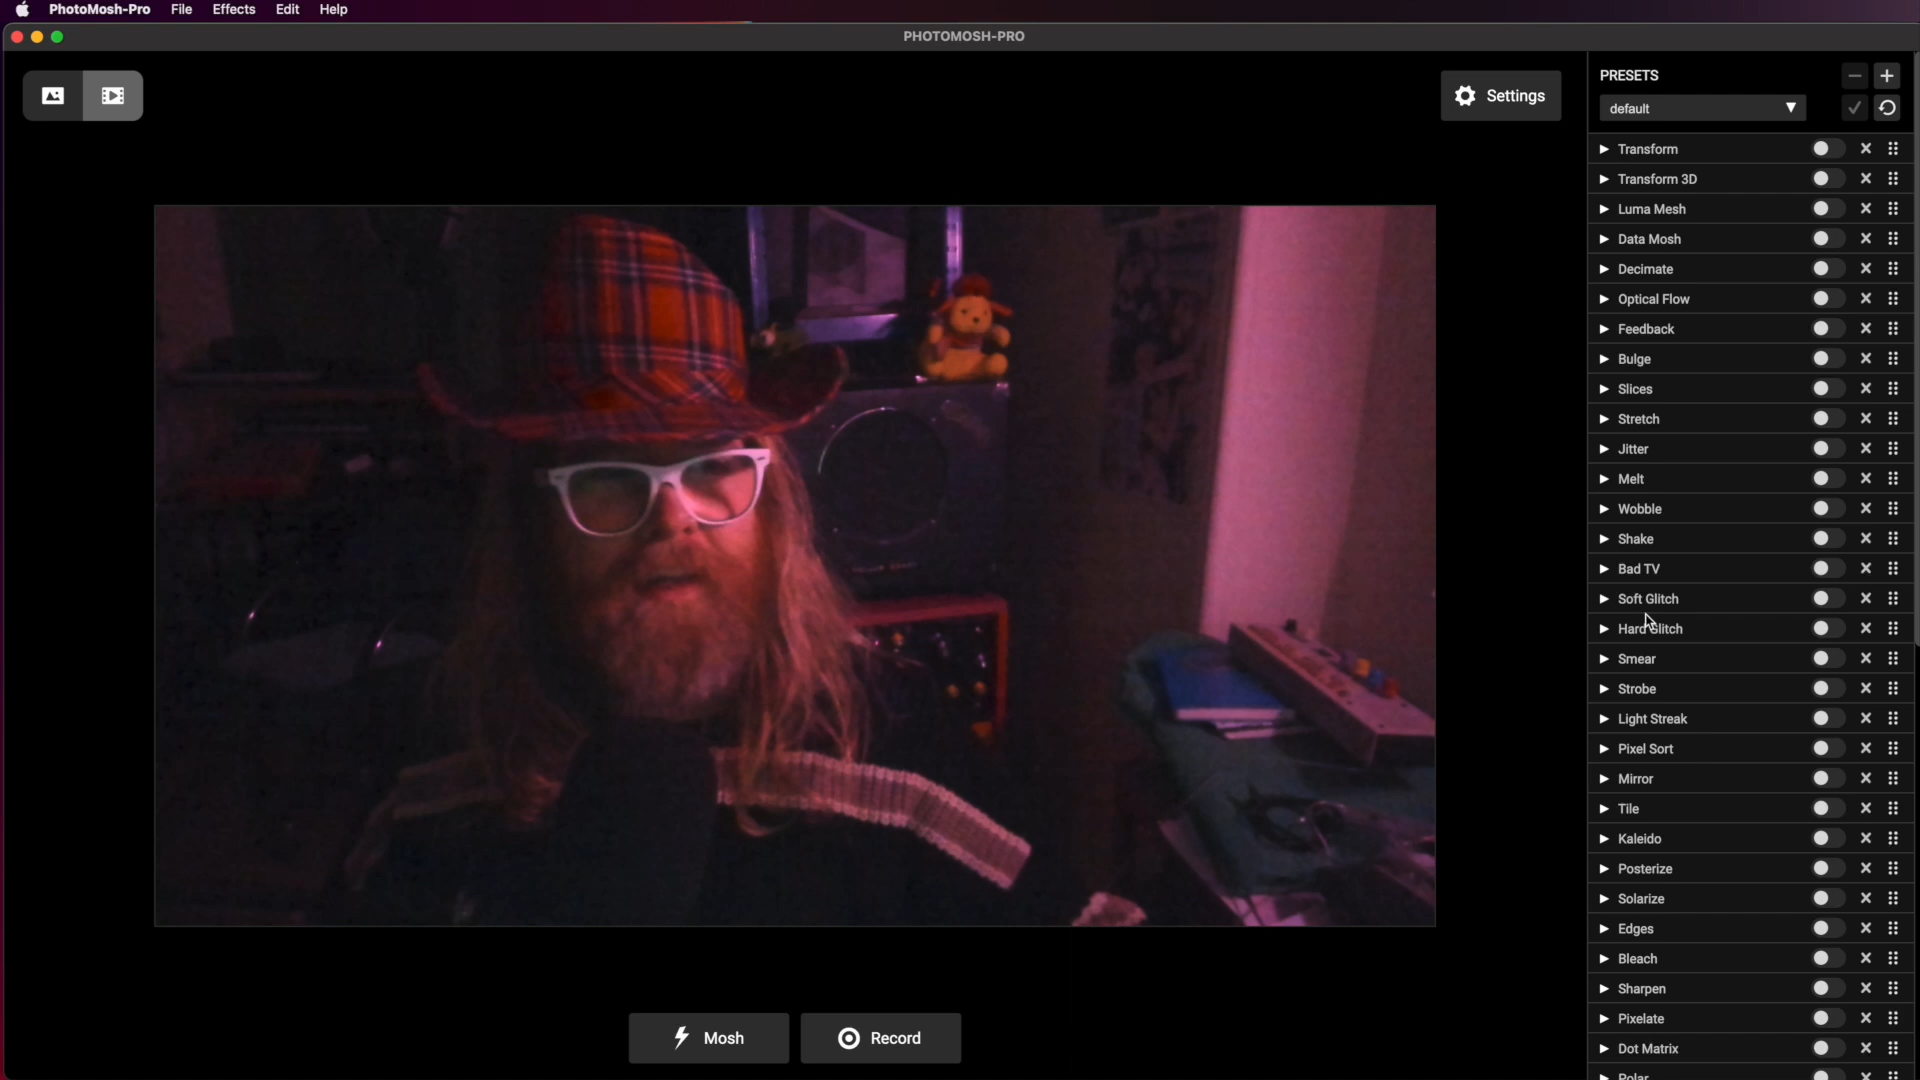 PhotoMosh-Pro File Effects Edit Help
PHOTOMOSH-PRO
Settings
PRESETS
default
Transform
Transform 3D
Luma Mesh
Data Mosh
Decimate
Optical Flow
Feedback
Bulge
Slices
Stretch
Jitter
Melt
Wobble
Shake
Bad TV
Soft Glitch
Hard Glitch
Smear
Strobe
Light Streak
Pixel Sort
Mirror
Tile
Kaleido
Posterize
Solarize
Edges
Bleach
Sharpen
Pixelate
Dot Matrix
Polar
Mosh
Record